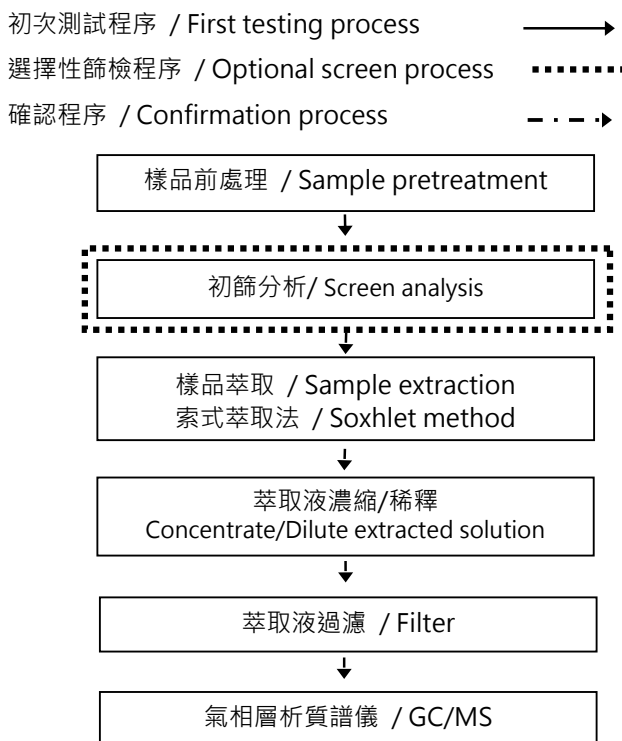 初次測試程序 / First testing process
選擇性篩檢程序 / Optional screen process
確認程序 / Confirmation process
樣品前處理 / Sample pretreatment
初篩分析/ Screen analysis
樣品萃取 / Sample extraction
索式萃取法 / Soxhlet method
萃取液濃縮/稀釋
Concentrate/Dilute extracted solution
萃取液過濾 / Filter
氣相層析質譜儀 / GC/MS